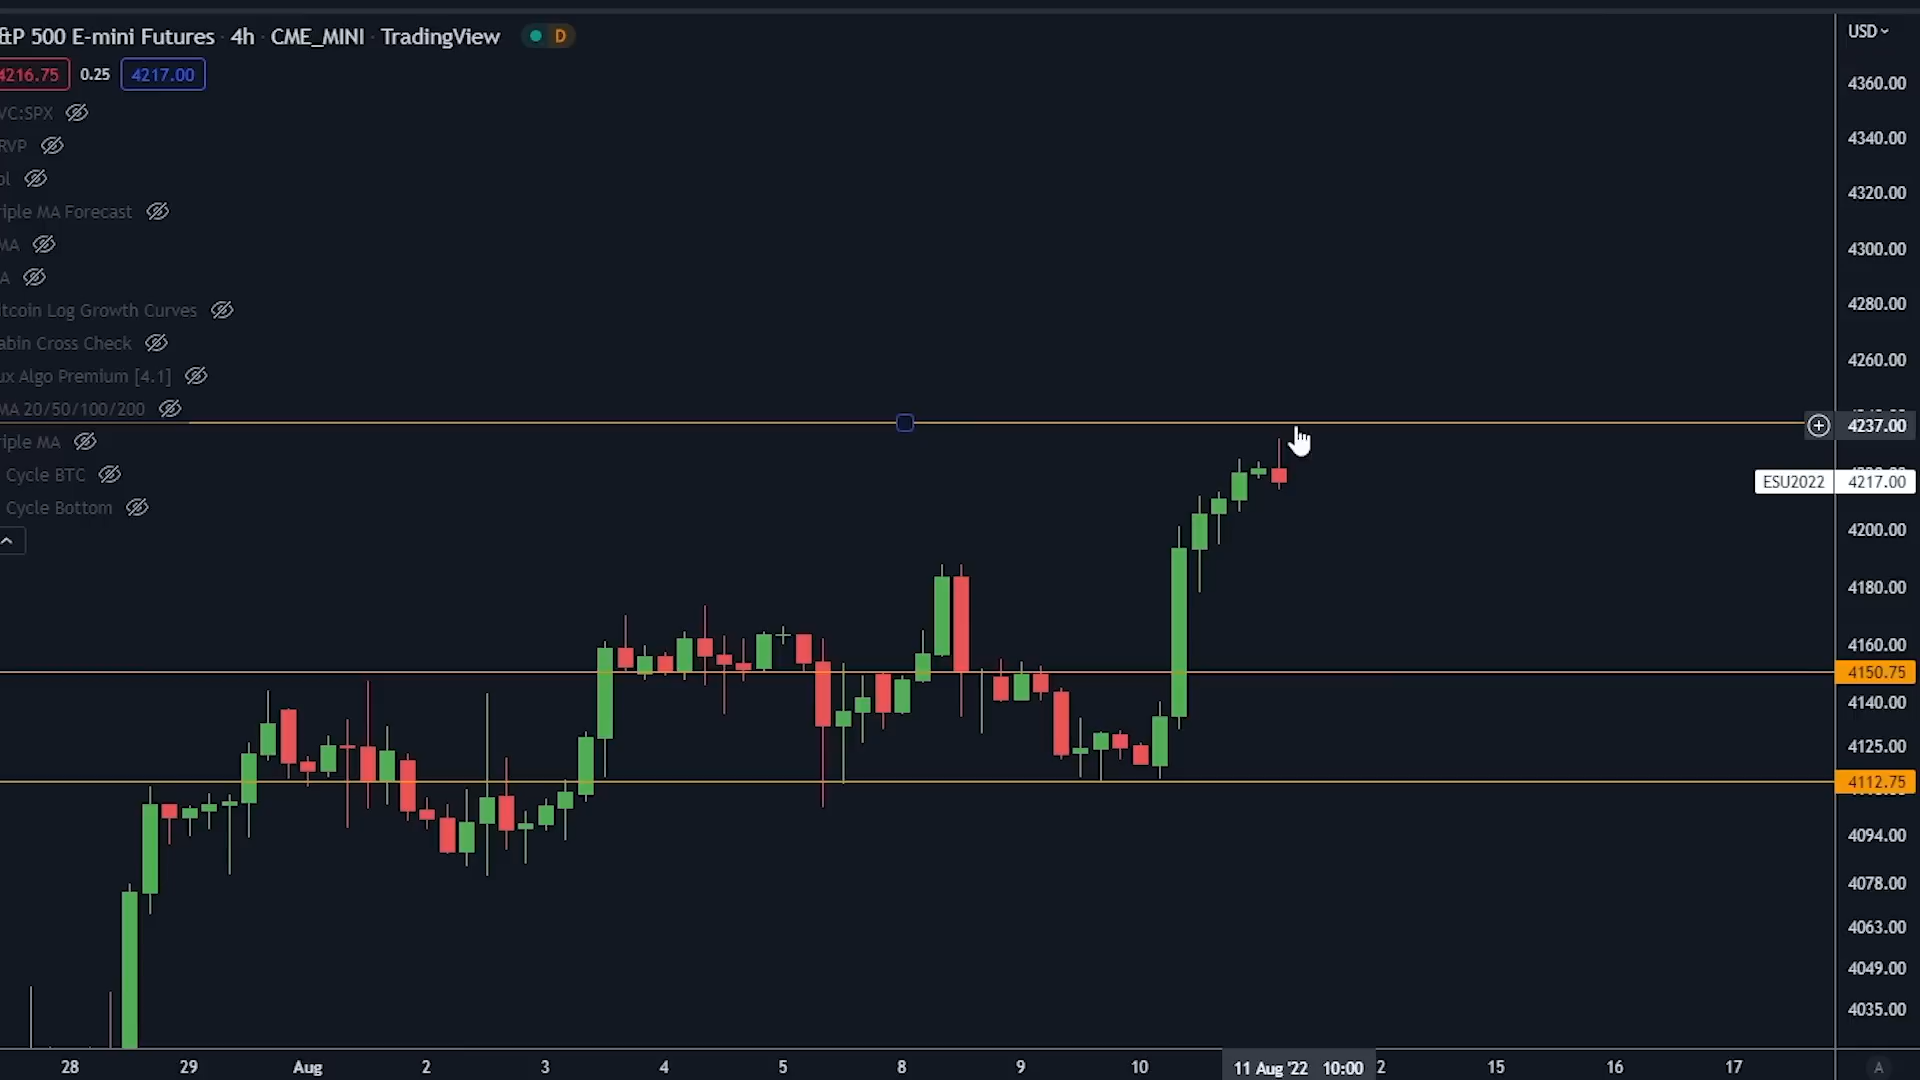 &P 500 E-mini Futures · 4h · CME_MINI · TradingView D
4216.75 0.25 4217.00
VC:SPX
RVP
ol
riple MA Forecast
MA
A
itcoin Log Growth Curves
abin Cross Check
ux Algo Premium [4.1]
MA 20/50/100/200
riple MA
Cycle BTC
Cycle Bottom
USD
4360.00
4340.00
4320.00
4300.00
4280.00
4260.00
4237.00
ESU2022 4217.00
4200.00
4180.00
4160.00
4150.75
4140.00
4125.00
4112.75
4094.00
4078.00
4063.00
4049.00
4035.00
28 29 Aug 2 3 4 5 8 9 10 11 Aug '22 10:00 2 15 16 17 A